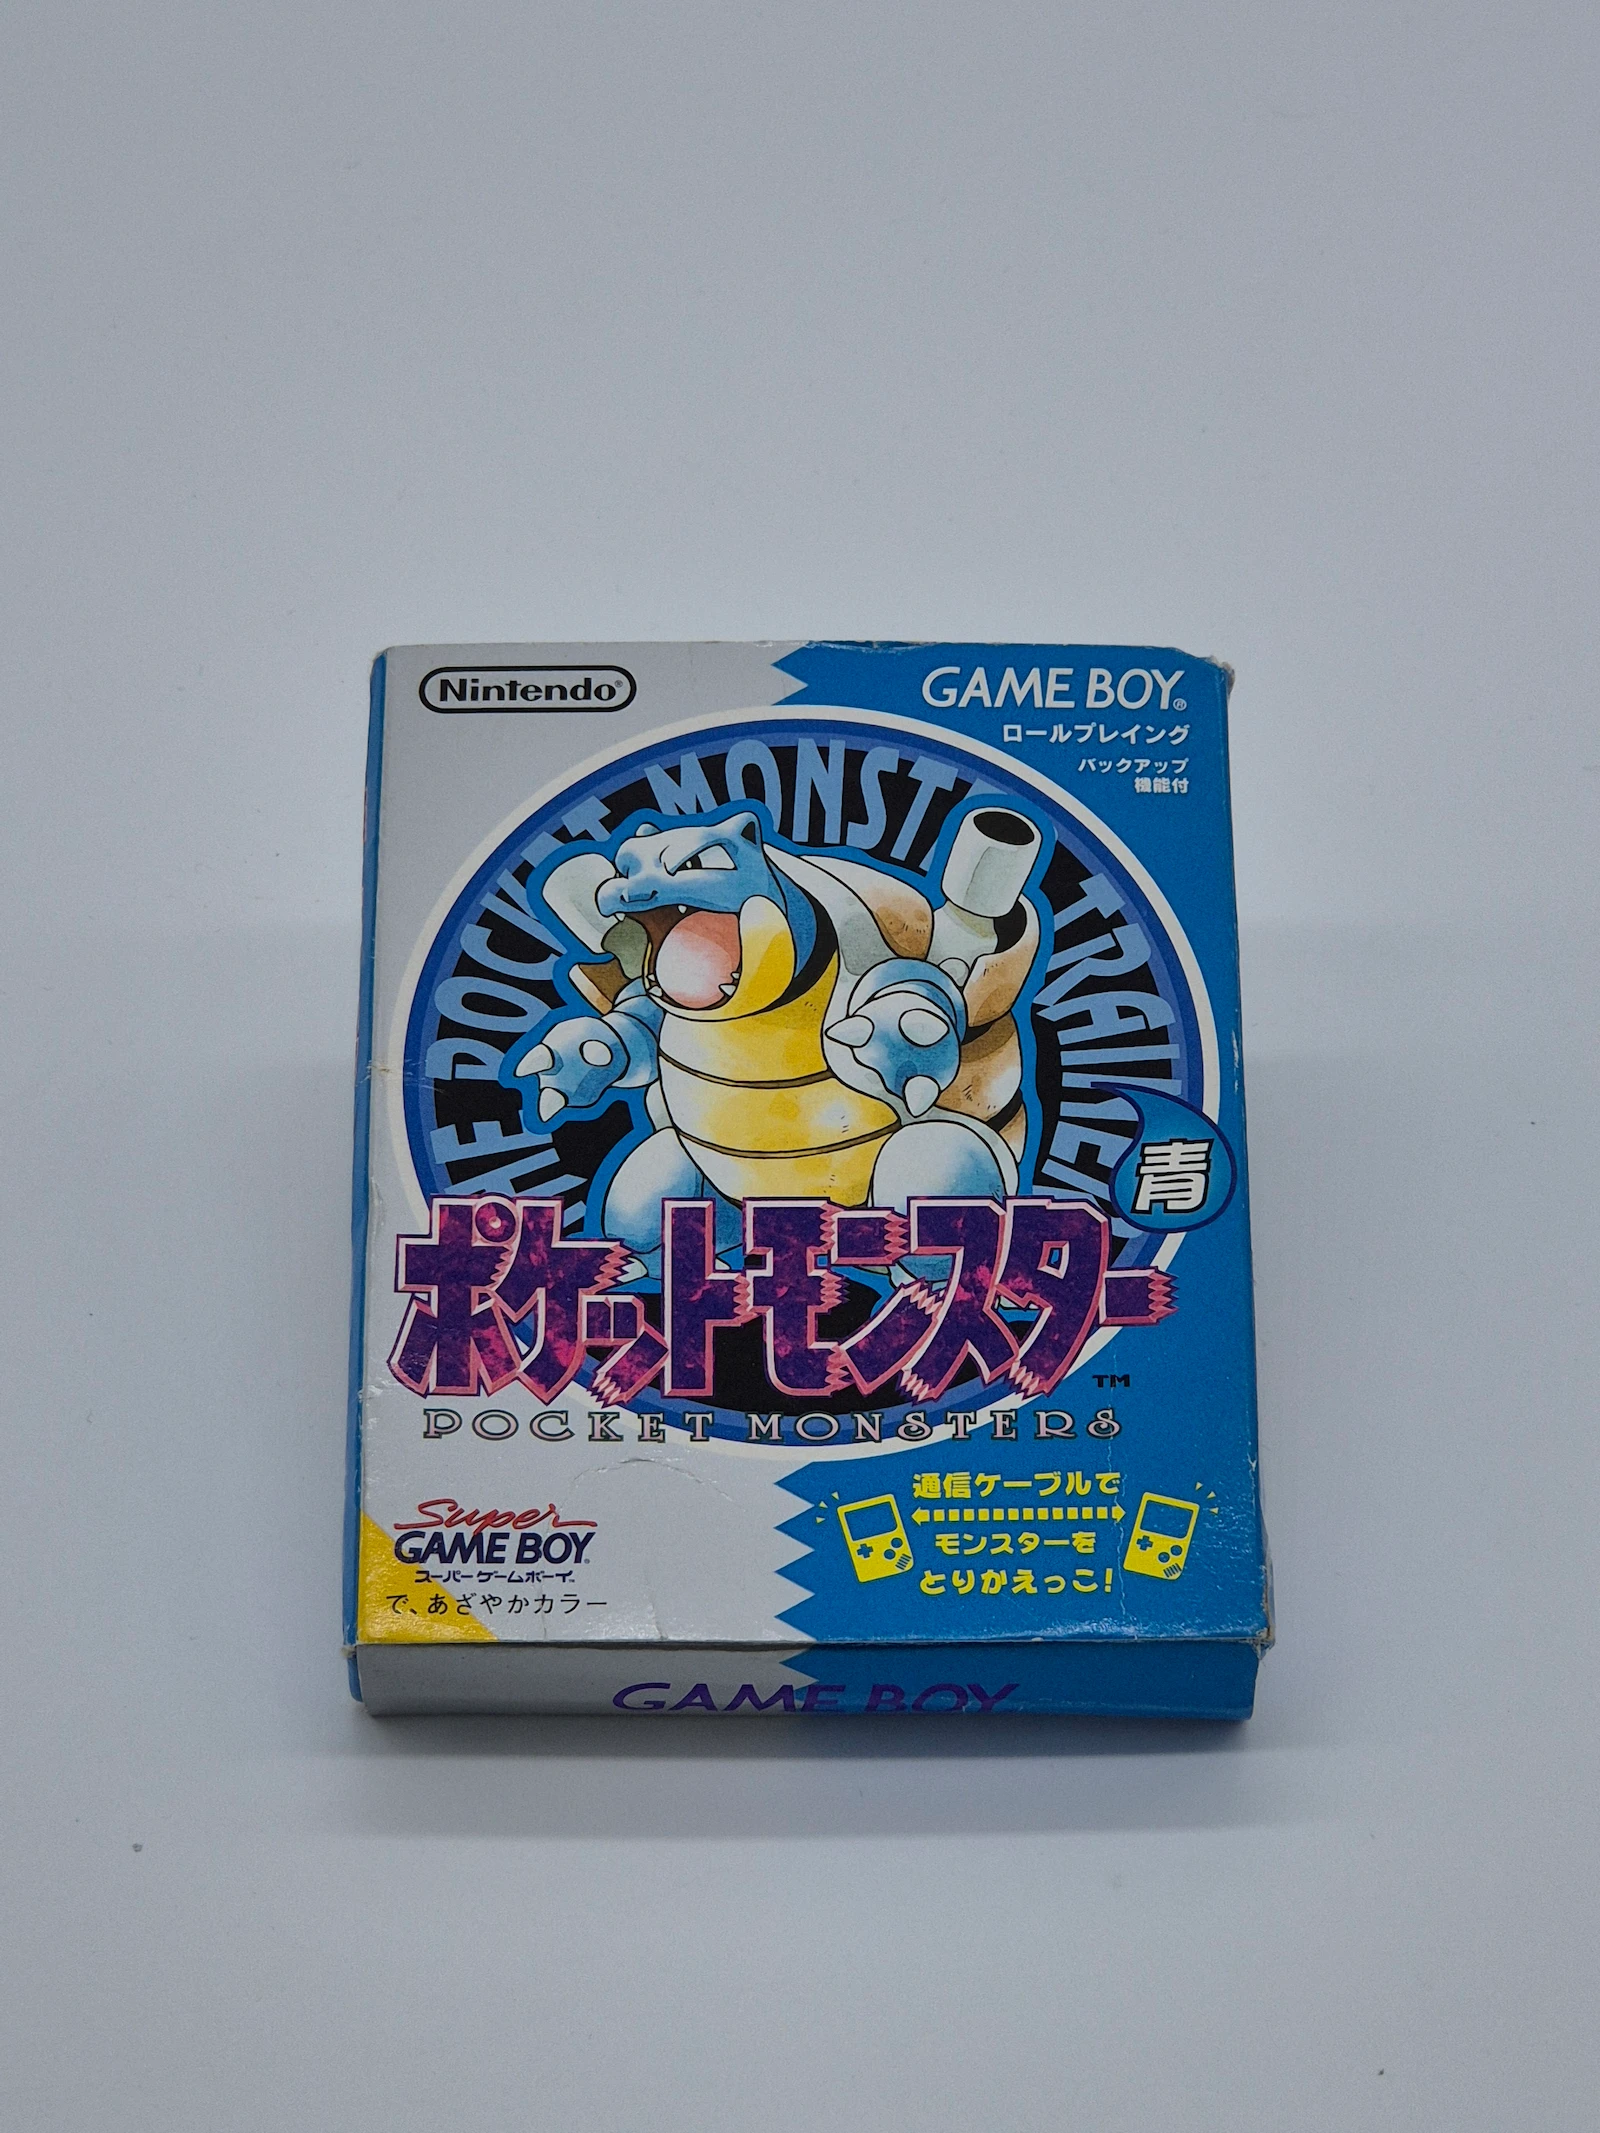 Nintendo®
GAME BOY®
ロールプレイング
バックアップ
機能付
POCKET MONST TRAINER
青
ポケットモンスター
TM
POCKET MONSTERS
通信ケーブルで
モンスターを
とりかえっこ!
Super
GAME BOY®
スーパーゲームボーイ™
で、あざやかカラー
GAME BOY